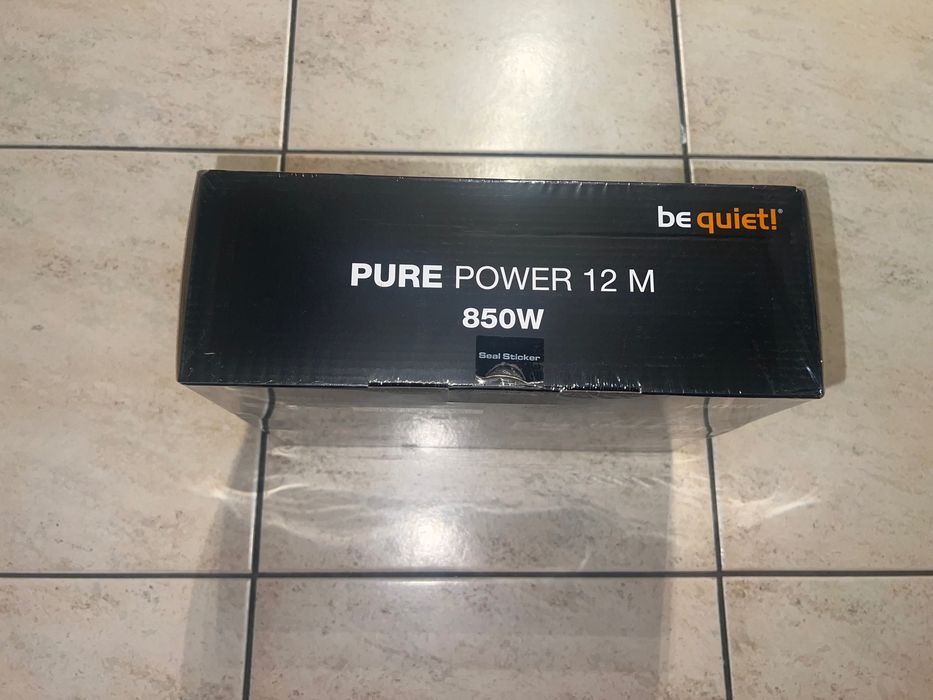 be quiet!®
PURE POWER 12 M
850W
Seal Sticker